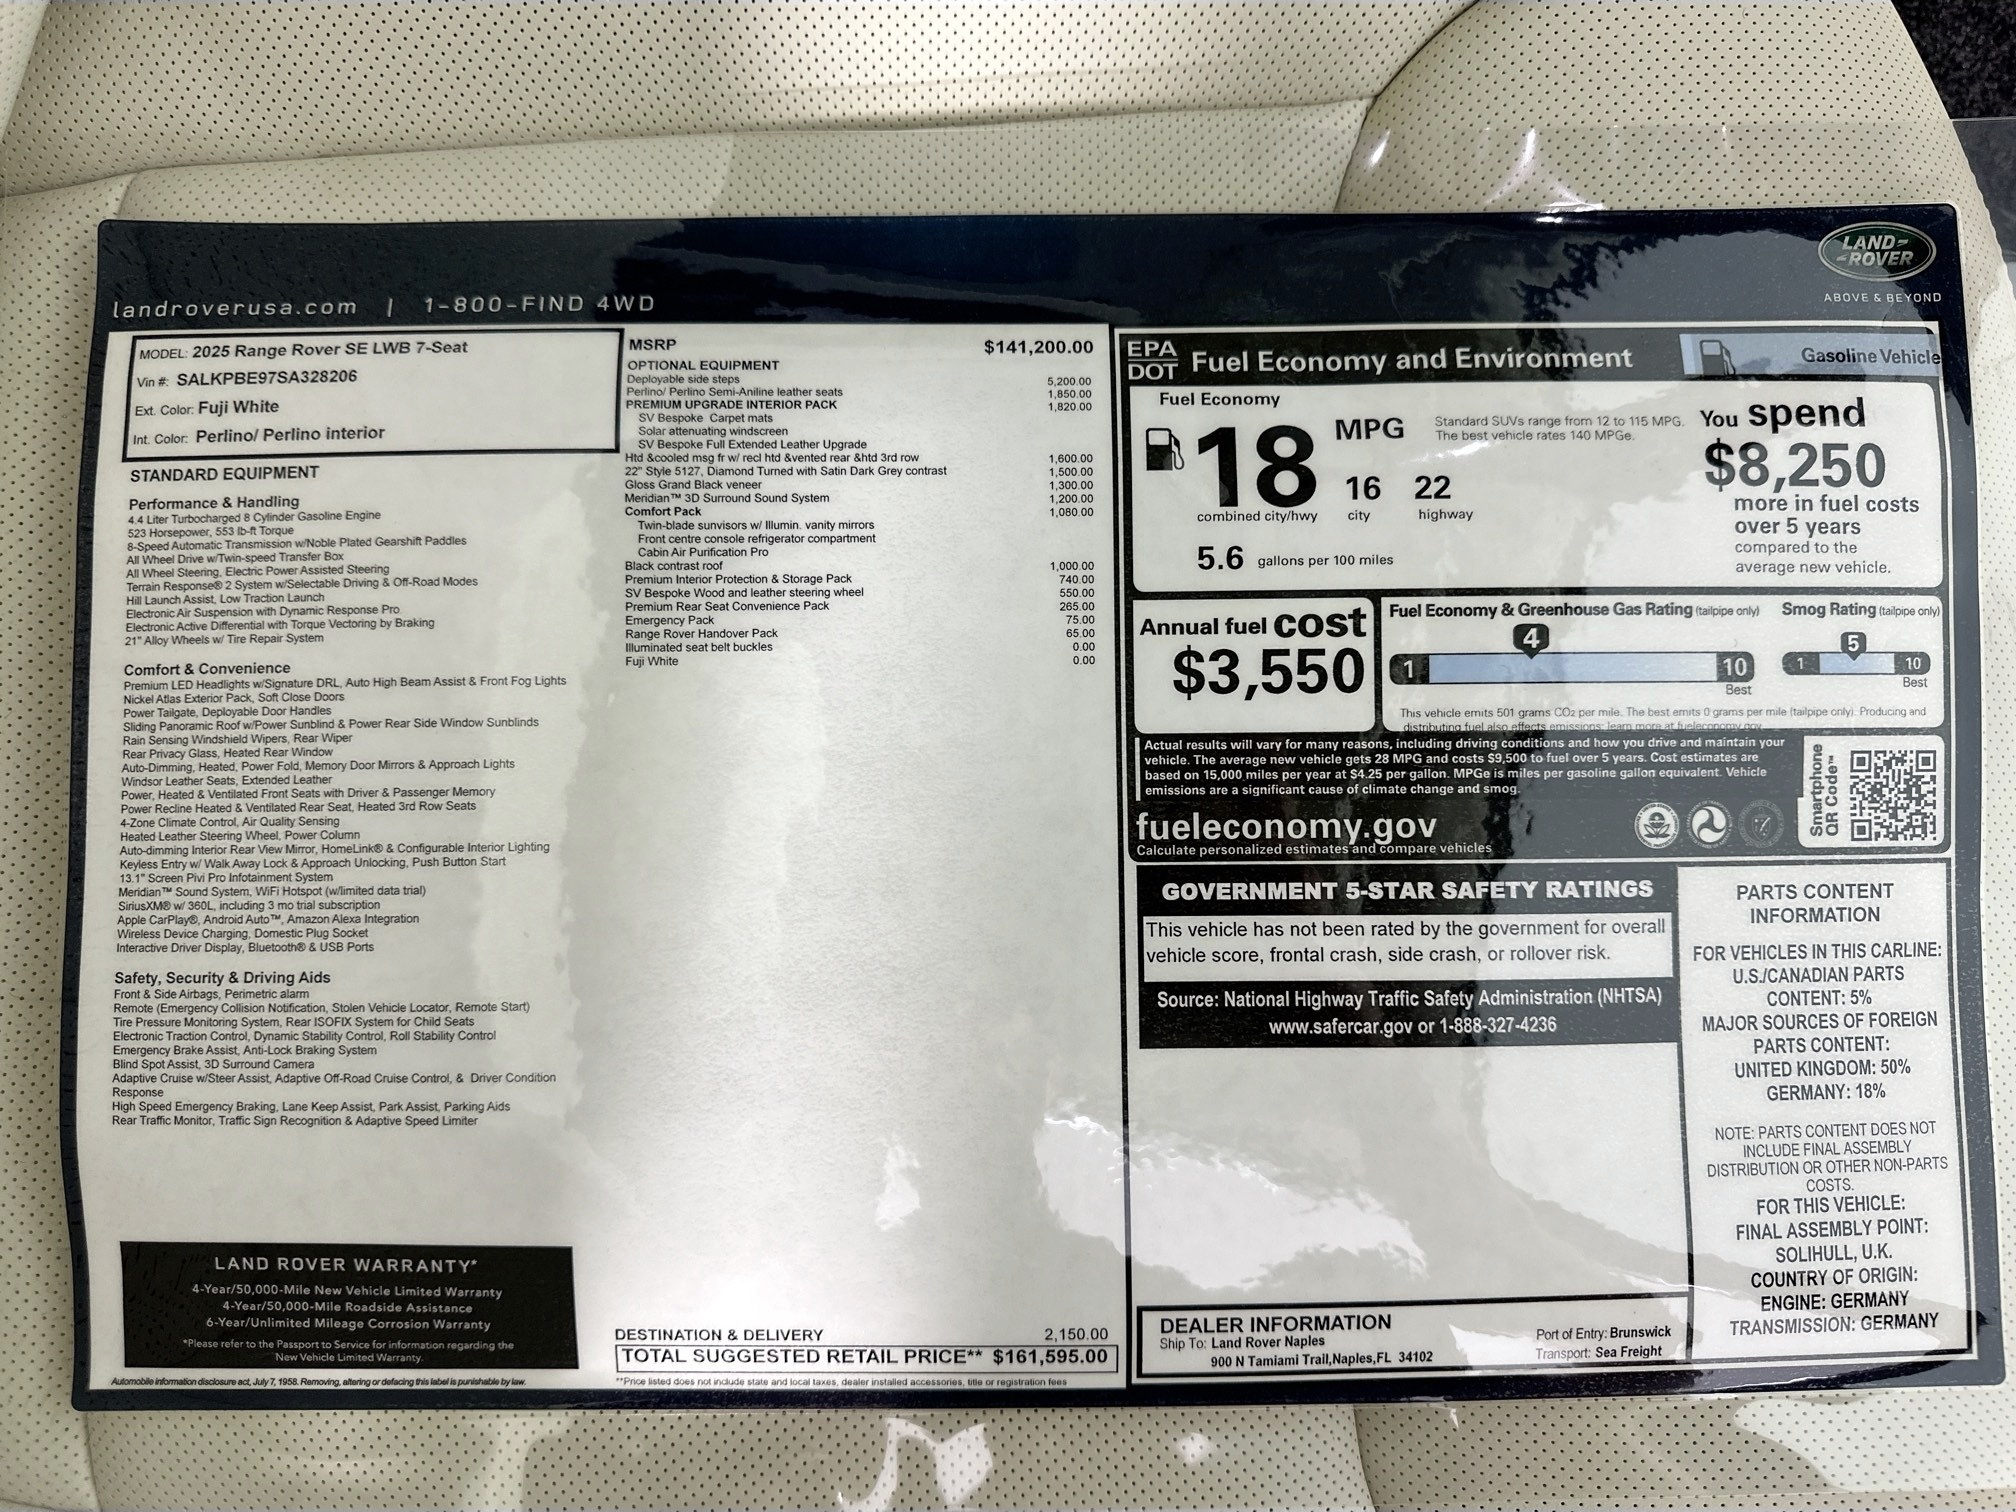 LAND-
-ROVER
ABOVE & BEYOND
landroverusa.com | 1-800-FIND 4WD
MODEL: 2025 Range Rover SE LWB 7-Seat
Vin #: SALKPBE97SA328206
Ext. Color: Fuji White
Int. Color: Perlino/ Perlino interior
STANDARD EQUIPMENT
Performance & Handling
4.4 Liter Turbocharged 8 Cylinder Gasoline Engine
523 Horsepower, 553 lb-ft Torque
8-Speed Automatic Transmission w/Noble Plated Gearshift Paddles
All Wheel Drive w/Twin-speed Transfer Box
All Wheel Steering, Electric Power Assisted Steering
Terrain Response® 2 System w/Selectable Driving & Off-Road Modes
Hill Launch Assist, Low Traction Launch
Electronic Air Suspension with Dynamic Response Pro
Electronic Active Differential with Torque Vectoring by Braking
21" Alloy Wheels w/ Tire Repair System
Comfort & Convenience
Premium LED Headlights w/Signature DRL, Auto High Beam Assist & Front Fog Lights
Nickel Atlas Exterior Pack, Soft Close Doors
Power Tailgate, Deployable Door Handles
Sliding Panoramic Roof w/Power Sunblind & Power Rear Side Window Sunblinds
Rain Sensing Windshield Wipers, Rear Wiper
Rear Privacy Glass, Heated Rear Window
Auto-Dimming, Heated, Power Fold, Memory Door Mirrors & Approach Lights
Windsor Leather Seats, Extended Leather
Power, Heated & Ventilated Front Seats with Driver & Passenger Memory
Power Recline Heated & Ventilated Rear Seat, Heated 3rd Row Seats
4-Zone Climate Control, Air Quality Sensing
Heated Leather Steering Wheel, Power Column
Auto-dimming Interior Rear View Mirror, HomeLink® & Configurable Interior Lighting
Keyless Entry w/ Walk Away Lock & Approach Unlocking, Push Button Start
13.1" Screen Pivi Pro Infotainment System
Meridian™ Sound System, WiFi Hotspot (w/limited data trial)
SiriusXM® w/ 360L, including 3 mo trial subscription
Apple CarPlay®, Android Auto™, Amazon Alexa Integration
Wireless Device Charging, Domestic Plug Socket
Interactive Driver Display, Bluetooth® & USB Ports
Safety, Security & Driving Aids
Front & Side Airbags, Perimetric alarm
Remote (Emergency Collision Notification, Stolen Vehicle Locator, Remote Start)
Tire Pressure Monitoring System, Rear ISOFIX System for Child Seats
Electronic Traction Control, Dynamic Stability Control, Roll Stability Control
Emergency Brake Assist, Anti-Lock Braking System
Blind Spot Assist, 3D Surround Camera
Adaptive Cruise w/Steer Assist, Adaptive Off-Road Cruise Control, & Driver Condition
Response
High Speed Emergency Braking, Lane Keep Assist, Park Assist, Parking Aids
Rear Traffic Monitor, Traffic Sign Recognition & Adaptive Speed Limiter
LAND ROVER WARRANTY*
4-Year/50,000-Mile New Vehicle Limited Warranty
4-Year/50,000-Mile Roadside Assistance
6-Year/Unlimited Mileage Corrosion Warranty
*Please refer to the Passport to Service for information regarding the
New Vehicle Limited Warranty.
Automobile information disclosure act, July 7, 1958. Removing, altering or defacing this label is punishable by law.
MSRP $141,200.00
OPTIONAL EQUIPMENT
Deployable side steps 5,200.00
Perlino/ Perlino Semi-Aniline leather seats 1,850.00
PREMIUM UPGRADE INTERIOR PACK 1,820.00
SV Bespoke Carpet mats
Solar attenuating windscreen
SV Bespoke Full Extended Leather Upgrade
Htd &cooled msg fr w/ recl htd &vented rear &htd 3rd row 1,600.00
22" Style 5127, Diamond Turned with Satin Dark Grey contrast 1,500.00
Gloss Grand Black veneer 1,300.00
Meridian™ 3D Surround Sound System 1,200.00
Comfort Pack 1,080.00
Twin-blade sunvisors w/ Illumin. vanity mirrors
Front centre console refrigerator compartment
Cabin Air Purification Pro
Black contrast roof 1,000.00
Premium Interior Protection & Storage Pack 740.00
SV Bespoke Wood and leather steering wheel 550.00
Premium Rear Seat Convenience Pack 265.00
Emergency Pack 75.00
Range Rover Handover Pack 65.00
Illuminated seat belt buckles 0.00
Fuji White 0.00
DESTINATION & DELIVERY 2,150.00
TOTAL SUGGESTED RETAIL PRICE** $161,595.00
**Price listed does not include state and local taxes, dealer installed accessories, title or registration fees
EPA
DOT Fuel Economy and Environment
Gasoline Vehicle
Fuel Economy
18 MPG
combined city/hwy
16 city
22 highway
5.6 gallons per 100 miles
Standard SUVs range from 12 to 115 MPG.
The best vehicle rates 140 MPGe.
You spend
$8,250
more in fuel costs
over 5 years
compared to the
average new vehicle.
Annual fuel cost
$3,550
Fuel Economy & Greenhouse Gas Rating (tailpipe only)
4
1 10
Best
Smog Rating (tailpipe only)
5
1 10
Best
This vehicle emits 501 grams CO2 per mile. The best emits 0 grams per mile (tailpipe only). Producing and
distributing fuel also effects emissions; learn more at fueleconomy.gov
Actual results will vary for many reasons, including driving conditions and how you drive and maintain your
vehicle. The average new vehicle gets 28 MPG and costs $9,500 to fuel over 5 years. Cost estimates are
based on 15,000 miles per year at $4.25 per gallon. MPGe is miles per gasoline gallon equivalent. Vehicle
emissions are a significant cause of climate change and smog.
fueleconomy.gov
Calculate personalized estimates and compare vehicles
Smartphone
QR Code™
GOVERNMENT 5-STAR SAFETY RATINGS
This vehicle has not been rated by the government for overall
vehicle score, frontal crash, side crash, or rollover risk.
Source: National Highway Traffic Safety Administration (NHTSA)
www.safercar.gov or 1-888-327-4236
PARTS CONTENT
INFORMATION
FOR VEHICLES IN THIS CARLINE:
U.S./CANADIAN PARTS
CONTENT: 5%
MAJOR SOURCES OF FOREIGN
PARTS CONTENT:
UNITED KINGDOM: 50%
GERMANY: 18%
NOTE: PARTS CONTENT DOES NOT
INCLUDE FINAL ASSEMBLY
DISTRIBUTION OR OTHER NON-PARTS
COSTS.
FOR THIS VEHICLE:
FINAL ASSEMBLY POINT:
SOLIHULL, U.K.
COUNTRY OF ORIGIN:
ENGINE: GERMANY
TRANSMISSION: GERMANY
DEALER INFORMATION
Ship To: Land Rover Naples
900 N Tamiami Trail,Naples,FL 34102
Port of Entry: Brunswick
Transport: Sea Freight